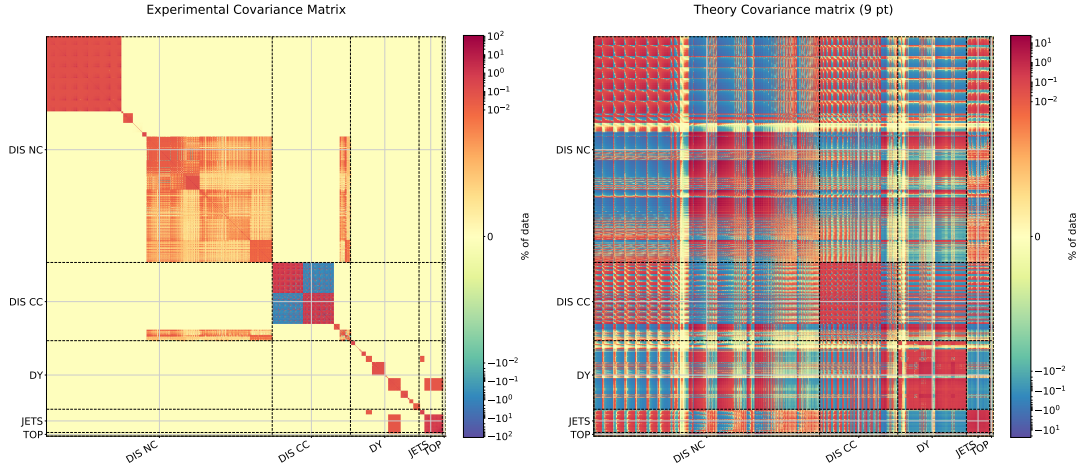 Experimental Covariance Matrix
DIS NC
DIS CC
DY
JETS
TOP
DIS NC
DIS CC
DY
JETS
TOP
10^2
10^1
10^0
10^−1
10^−2
0
−10^−2
−10^−1
−10^0
−10^1
−10^2
% of data
Theory Covariance matrix (9 pt)
DIS NC
DIS CC
DY
JETS
TOP
DIS NC
DIS CC
DY
JETS
TOP
10^1
10^0
10^−1
10^−2
0
−10^−2
−10^−1
−10^0
−10^1
% of data